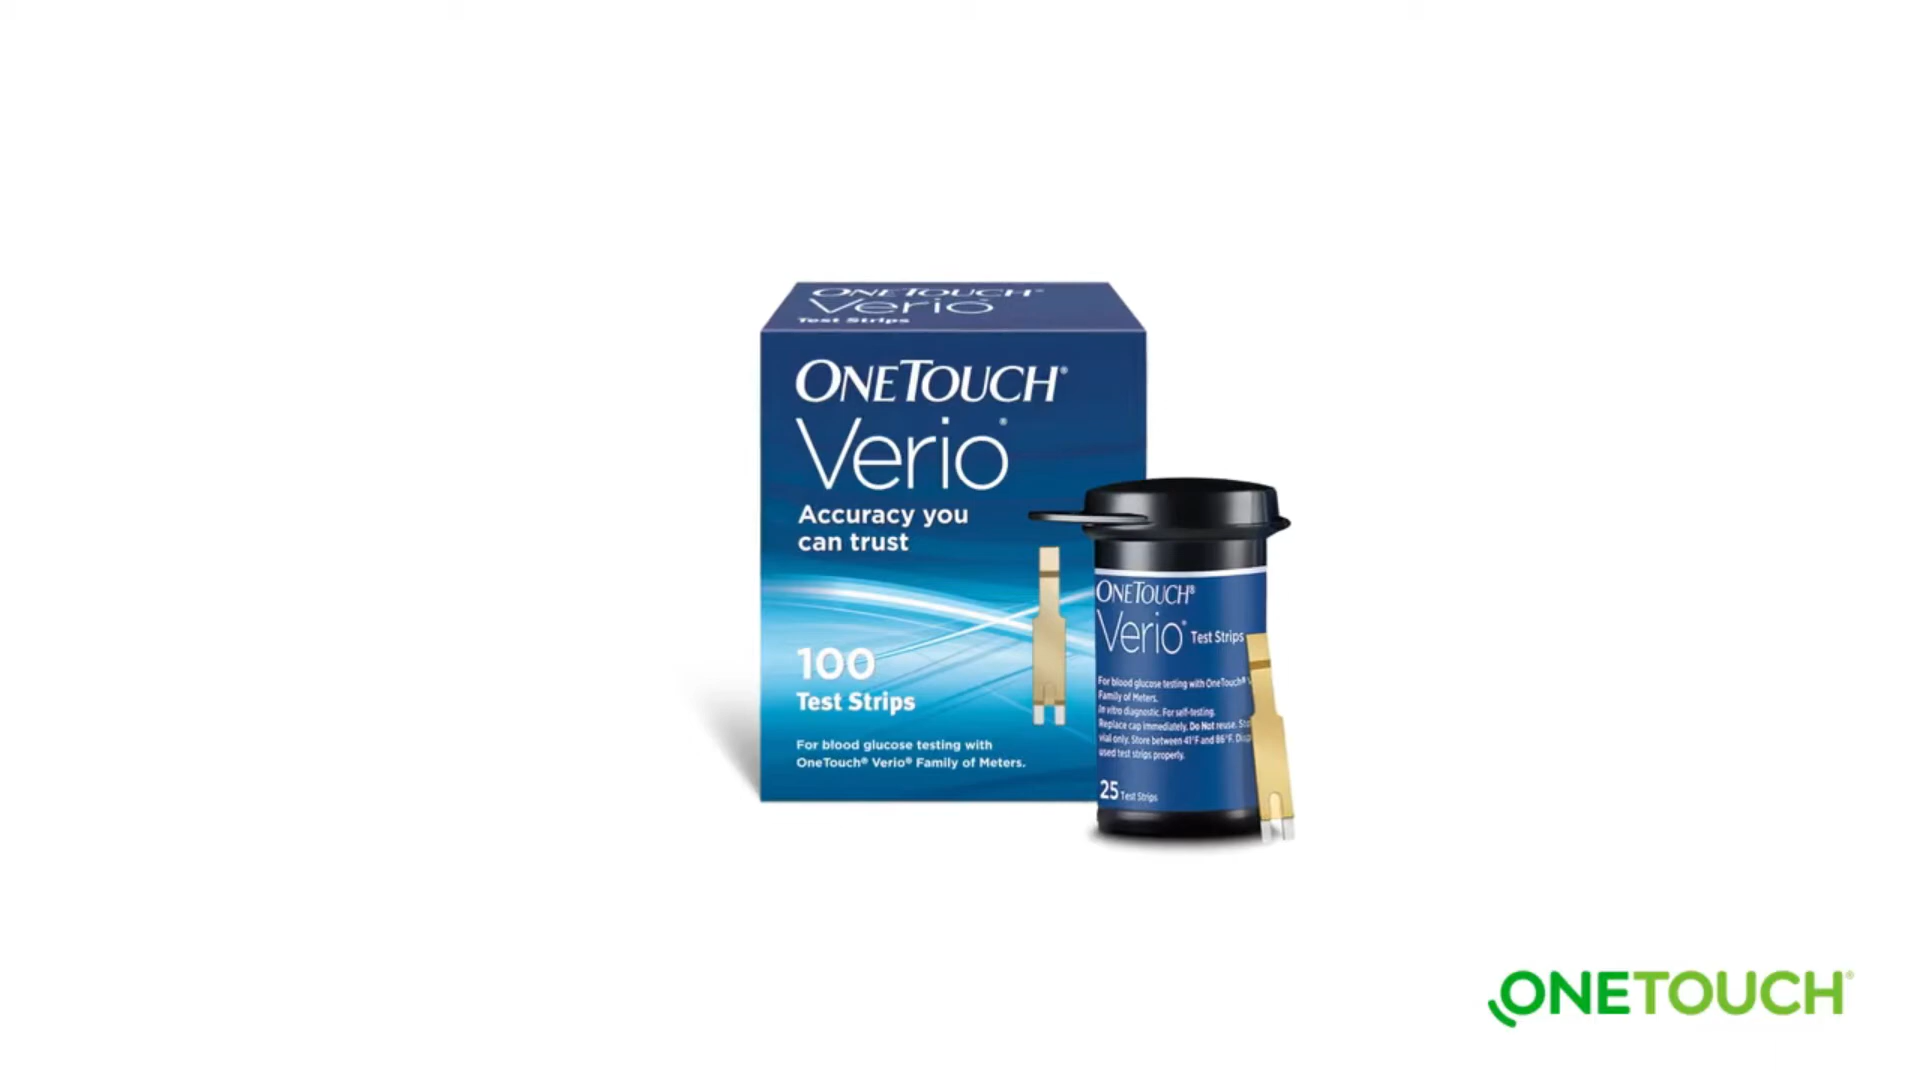 ONETOUCH®
Verio®
Test Strips
ONETOUCH®
Verio®
Accuracy you
can trust
100
Test Strips
For blood glucose testing with
OneTouch® Verio® Family of Meters.
ONETOUCH®
Verio® Test Strips
For blood glucose testing with OneTouch®
Family of Meters.
In vitro diagnostic. For self-testing.
Replace cap immediately. Do Not reuse.
vial only. Store between 41°F and 86°F.
used test strips properly.
25 Test Strips
ONETOUCH®